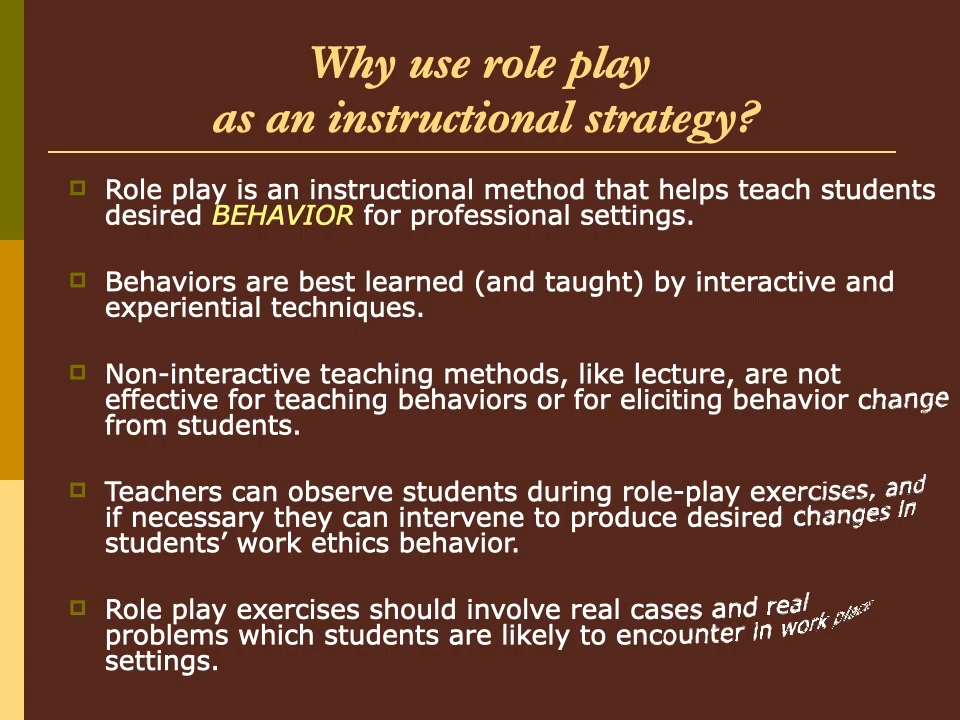 Why use role play
as an instructional strategy?
Role play is an instructional method that helps teach students
desired BEHAVIOR for professional settings.
Behaviors are best learned (and taught) by interactive and
experiential techniques.
Non-interactive teaching methods, like lecture, are not
effective for teaching behaviors or for eliciting behavior change
from students.
Teachers can observe students during role-play exercises, and
if necessary they can intervene to produce desired changes in
students’ work ethics behavior.
Role play exercises should involve real cases and real
problems which students are likely to encounter in work place
settings.